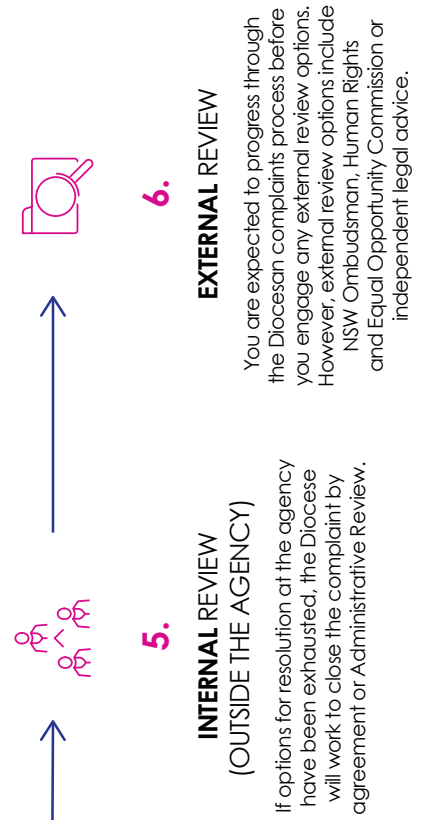 5.
INTERNAL REVIEW
(OUTSIDE THE AGENCY)
If options for resolution at the agency
have been exhausted, the Diocese
will work to close the complaint by
agreement or Administrative Review.
6.
EXTERNAL REVIEW
You are expected to progress through
the Diocesan complaints process before
you engage any external review options.
However, external review options include
NSW Ombudsman, Human Rights
and Equal Opportunity Commission or
independent legal advice.